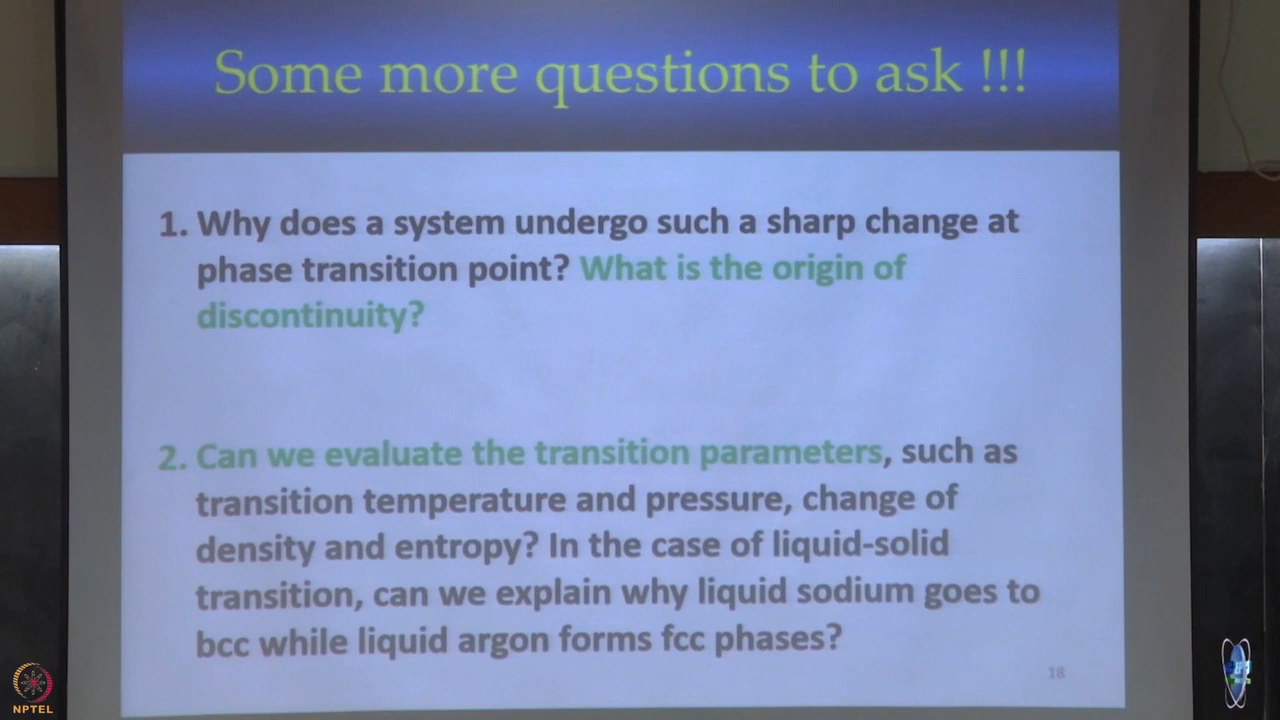 Some more questions to ask !!!
1. Why does a system undergo such a sharp change at
phase transition point? What is the origin of
discontinuity?
2. Can we evaluate the transition parameters, such as
transition temperature and pressure, change of
density and entropy? In the case of liquid-solid
transition, can we explain why liquid sodium goes to
bcc while liquid argon forms fcc phases?
18
NPTEL